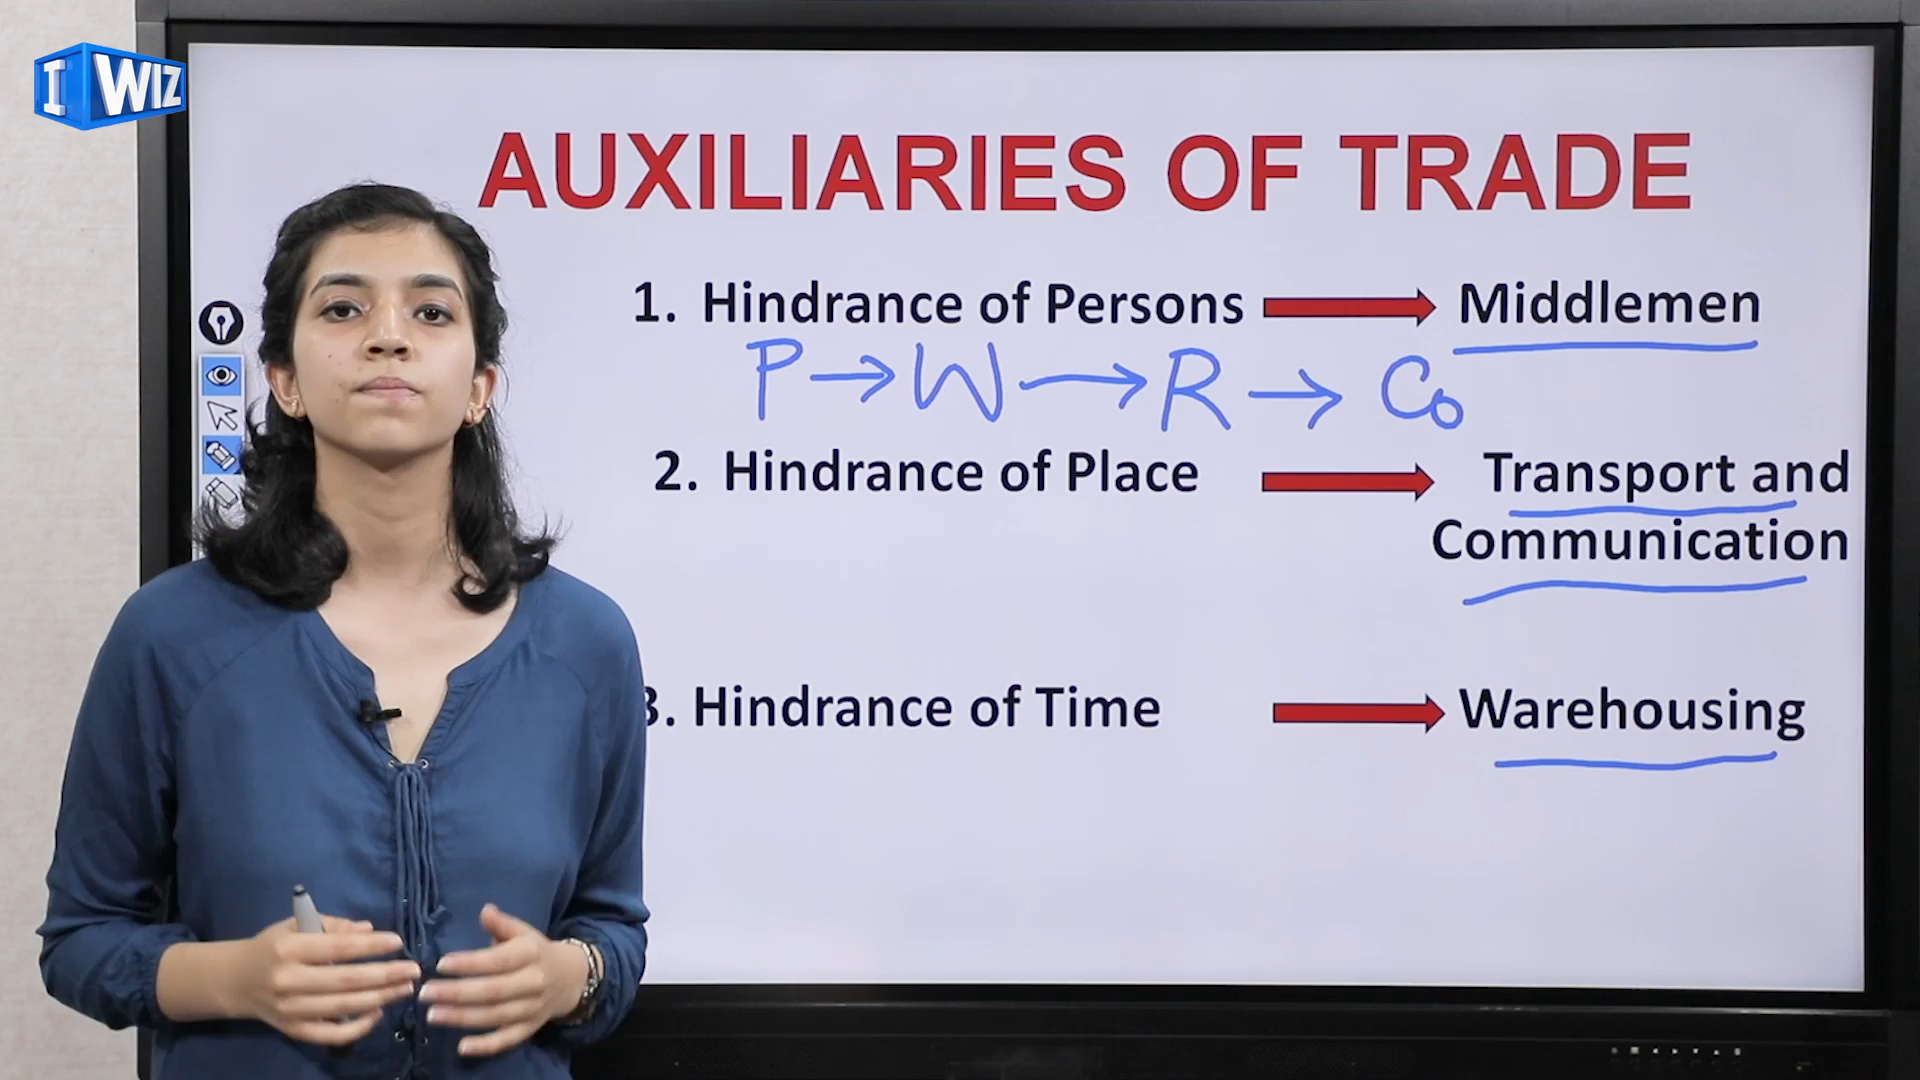 I WIZ
AUXILIARIES OF TRADE
1. Hindrance of Persons → Middlemen
P → W → R → Co
2. Hindrance of Place → Transport and
Communication
3. Hindrance of Time → Warehousing